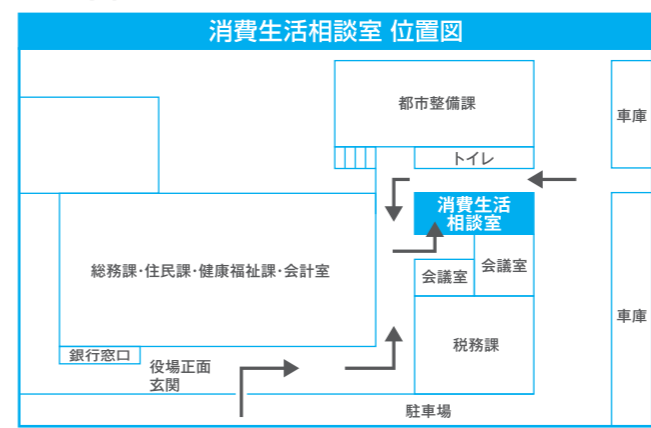 消費生活相談室 位置図
都市整備課
車庫
トイレ
消費生活
相談室
総務課・住民課・健康福祉課・会計室
会議室
会議室
車庫
銀行窓口
役場正面
玄関
税務課
駐車場